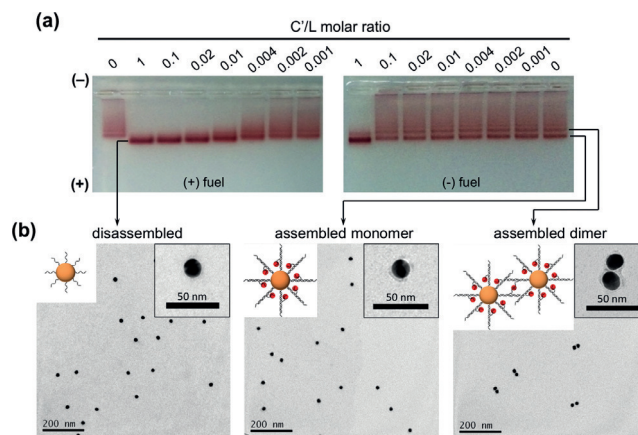 (a)
C'/L molar ratio
0 1 0.1 0.02 0.01 0.004 0.002 0.001
1 0.1 0.02 0.01 0.004 0.002 0.001 0
(−)
(+)
(+) fuel
(-) fuel
(b)
disassembled
assembled monomer
assembled dimer
50 nm
50 nm
50 nm
200 nm
200 nm
200 nm